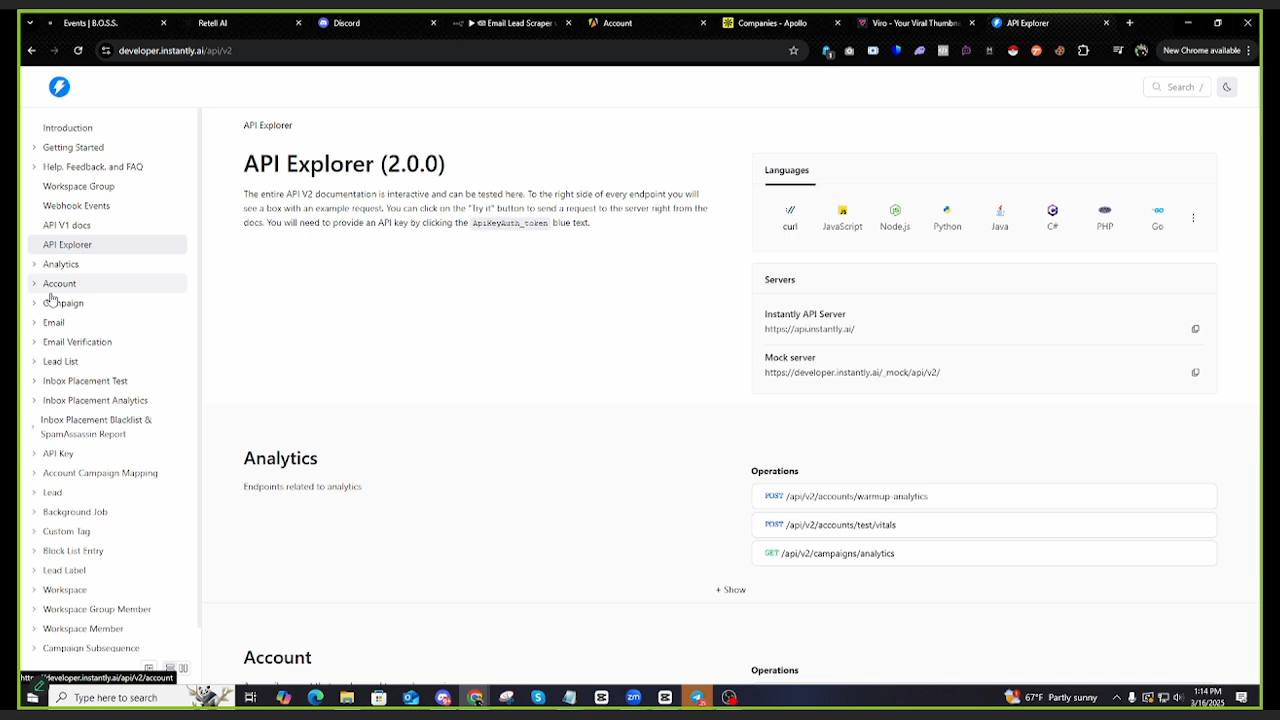 Events | B.O.S.S.
Retell AI
Discord
Email Lead Scraper
Account
Companies - Apollo
Viro - Your Viral Thumbn
API Explorer
developer.instantly.ai/api/v2
New Chrome available
Search /
Introduction
Getting Started
Help, Feedback, and FAQ
Workspace Group
Webhook Events
API V1 docs
API Explorer
Analytics
Account
Campaign
Email
Email Verification
Lead List
Inbox Placement Test
Inbox Placement Analytics
Inbox Placement Blacklist &
SpamAssassin Report
API Key
Account Campaign Mapping
Lead
Background Job
Custom Tag
Block List Entry
Lead Label
Workspace
Workspace Group Member
Workspace Member
Campaign Subsequence
API Explorer
API Explorer (2.0.0)
The entire API V2 documentation is interactive and can be tested here. To the right side of every endpoint you will
see a box with an example request. You can click on the "Try it" button to send a request to the server right from the
docs. You will need to provide an API key by clicking the ApiKeyAuth_token blue text.
Languages
curl
JavaScript
Node.js
Python
Java
C#
PHP
Go
Servers
Instantly API Server
https://api.instantly.ai/
Mock server
https://developer.instantly.ai/_mock/api/v2/
Analytics
Endpoints related to analytics
Operations
POST /api/v2/accounts/warmup-analytics
POST /api/v2/accounts/test/vitals
GET /api/v2/campaigns/analytics
+ Show
Account
Operations
https://developer.instantly.ai/api/v2/account
Type here to search
67°F Partly sunny
1:14 PM
3/16/2025